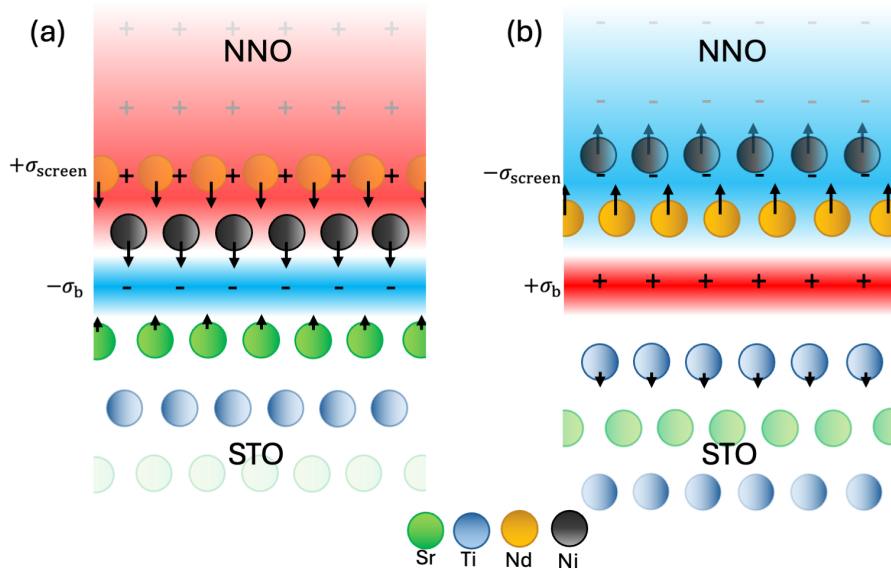 (a)
NNO
+ + + + + +
+ + + + + +
+σscreen
+ + + + + +
−σb
- - - - - -
STO
(b)
NNO
- - - - - -
- - - - - -
−σscreen
- - - - - -
+σb
+ + + + + +
STO
Sr Ti Nd Ni